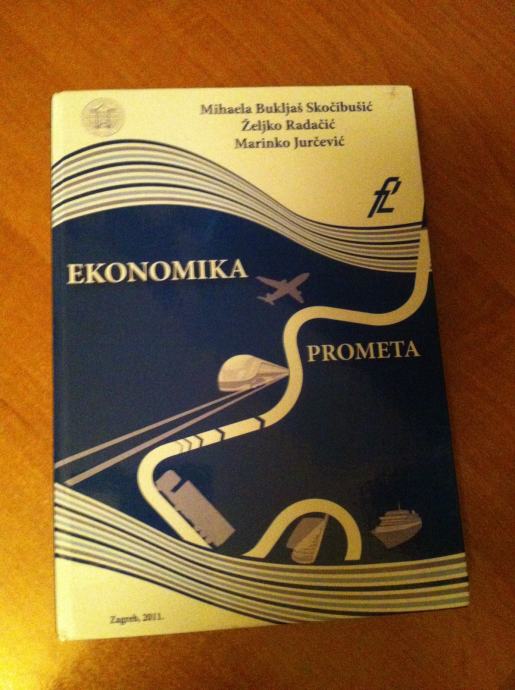 Mihaela Bukljaš Skočibušić
Željko Radačić
Marinko Jurčević
EKONOMIKA
PROMETA
Zagreb, 2011.